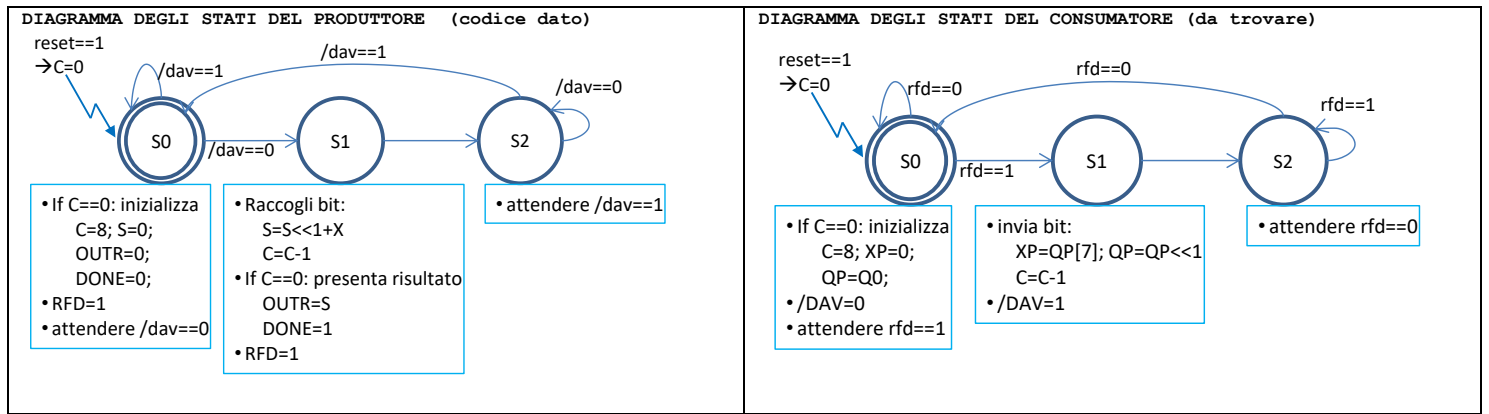 DIAGRAMMA DEGLI STATI DEL PRODUTTORE (codice dato)
reset==1
→C=0
/dav==1
/dav==1
/dav==0
S0
/dav==0
S1
S2
• If C==0: inizializza
C=8; S=0;
OUTR=0;
DONE=0;
• RFD=1
• attendere /dav==0
• Raccogli bit:
S=S<<1+X
C=C-1
• If C==0: presenta risultato
OUTR=S
DONE=1
• RFD=1
• attendere /dav==1
DIAGRAMMA DEGLI STATI DEL CONSUMATORE (da trovare)
reset==1
→C=0
rfd==0
rfd==0
rfd==1
S0
rfd==1
S1
S2
• If C==0: inizializza
C=8; XP=0;
QP=Q0;
• /DAV=0
• attendere rfd==1
• invia bit:
XP=QP[7]; QP=QP<<1
C=C-1
• /DAV=1
• attendere rfd==0